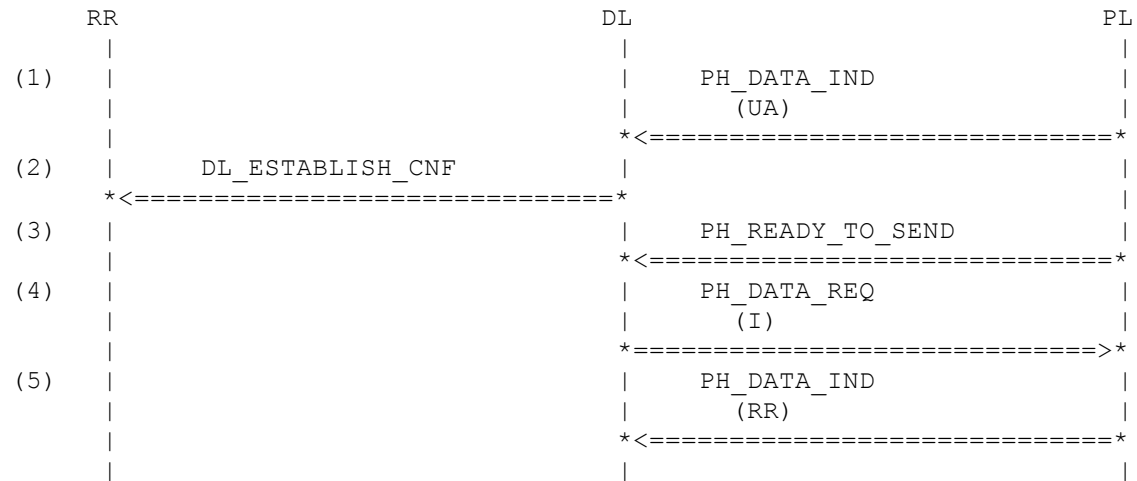 RR DL PL
| | |
(1) | | PH_DATA_IND |
| | (UA) |
| *<=============================*
(2) | DL_ESTABLISH_CNF | |
*<==============================* |
(3) | | PH_READY_TO_SEND |
| *<=============================*
(4) | | PH_DATA_REQ |
| | (I) |
| *=============================>*
(5) | | PH_DATA_IND |
| | (RR) |
| *<=============================*
| | |